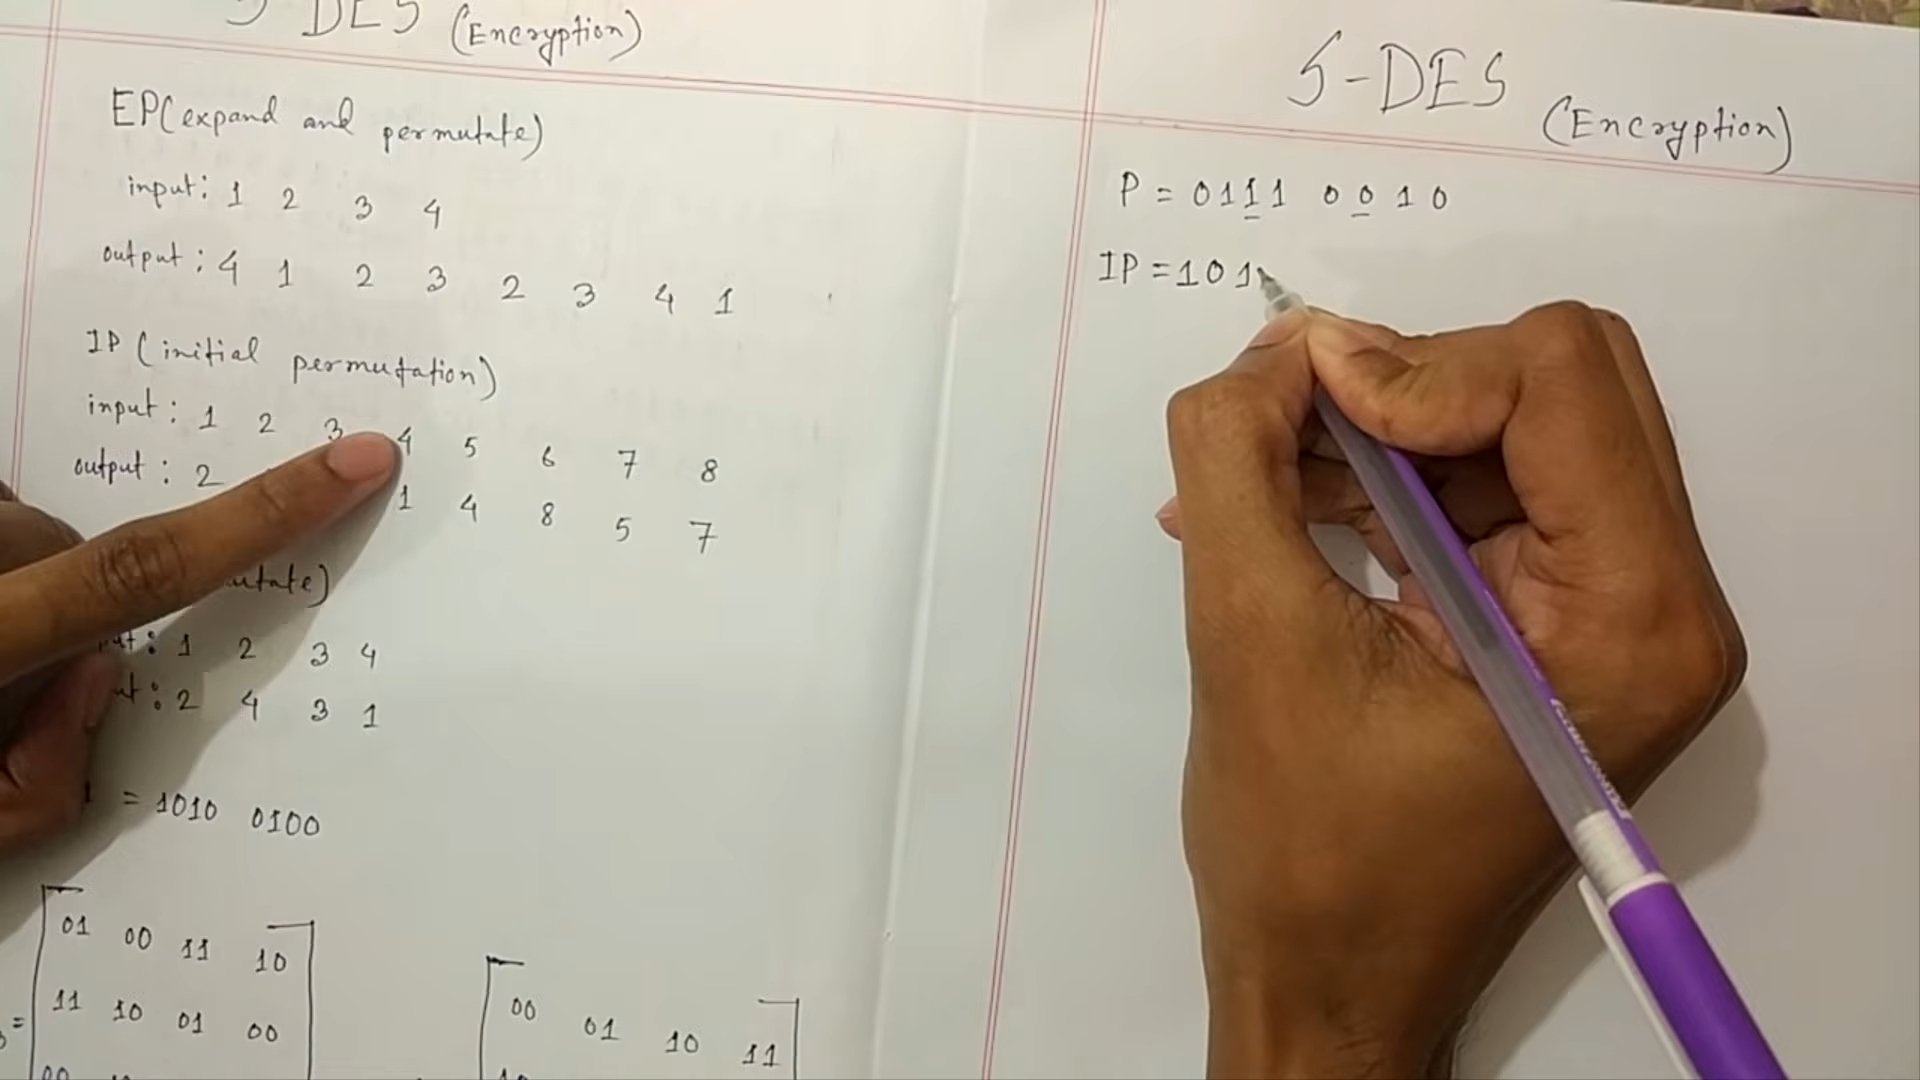 S-DES (Encryption)
EP(expand and permutate)
input: 1 2 3 4
output: 4 1 2 3 2 3 4 1
IP (initial permutation)
input: 1 2 3 4 5 6 7 8
output: 2 1 4 8 5 7
1 2 3 4
2 4 3 1
= 1010 0100
01 00 11 10
11 10 01 00
00 01 10 11
S-DES (Encryption)
P = 0111 0010
IP = 101